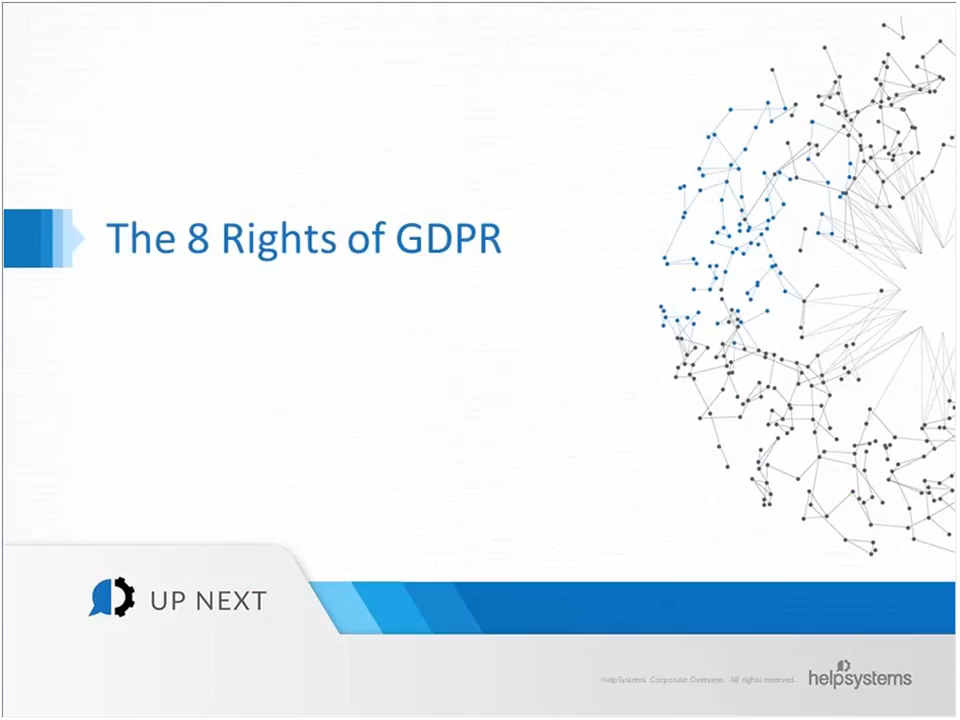 The 8 Rights of GDPR
UP NEXT
HelpSystems Corporate Overview. All rights reserved.
helpsystems